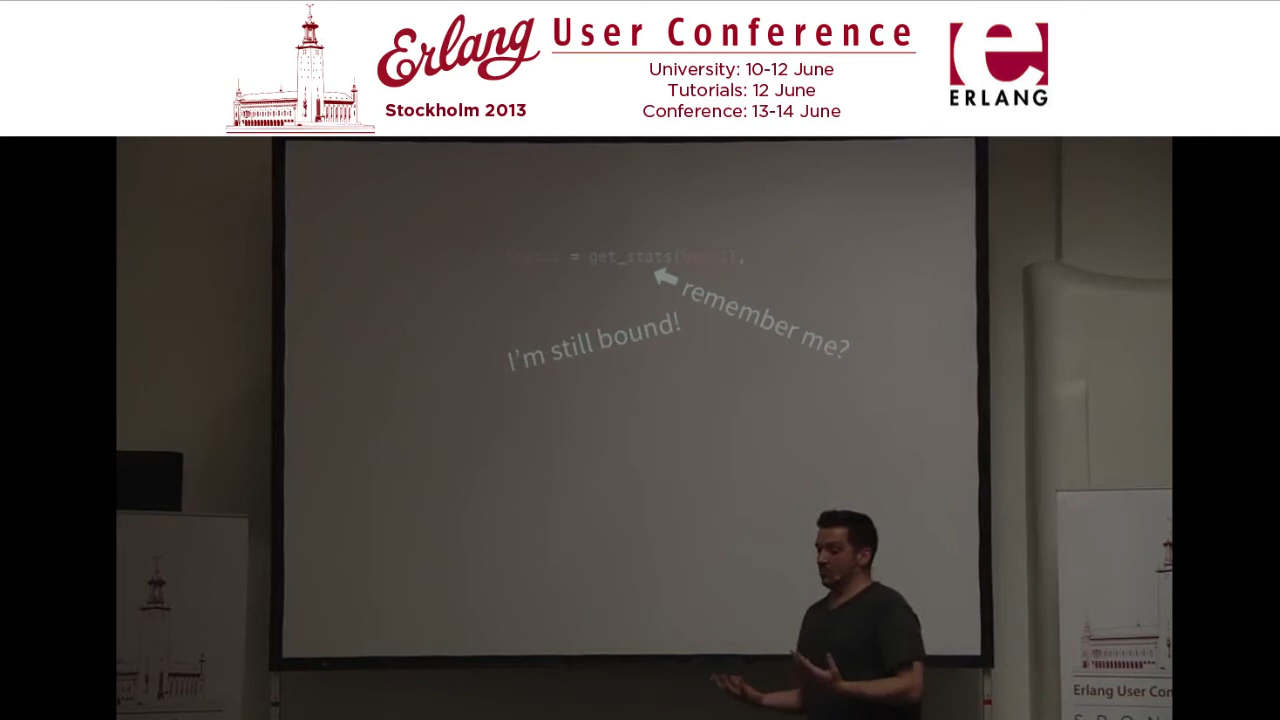 Erlang User Conference
Stockholm 2013
University: 10-12 June
Tutorials: 12 June
Conference: 13-14 June
ERLANG
= get_stats(
),
remember me?
I'm still bound!
Erlang User Con
S P O N